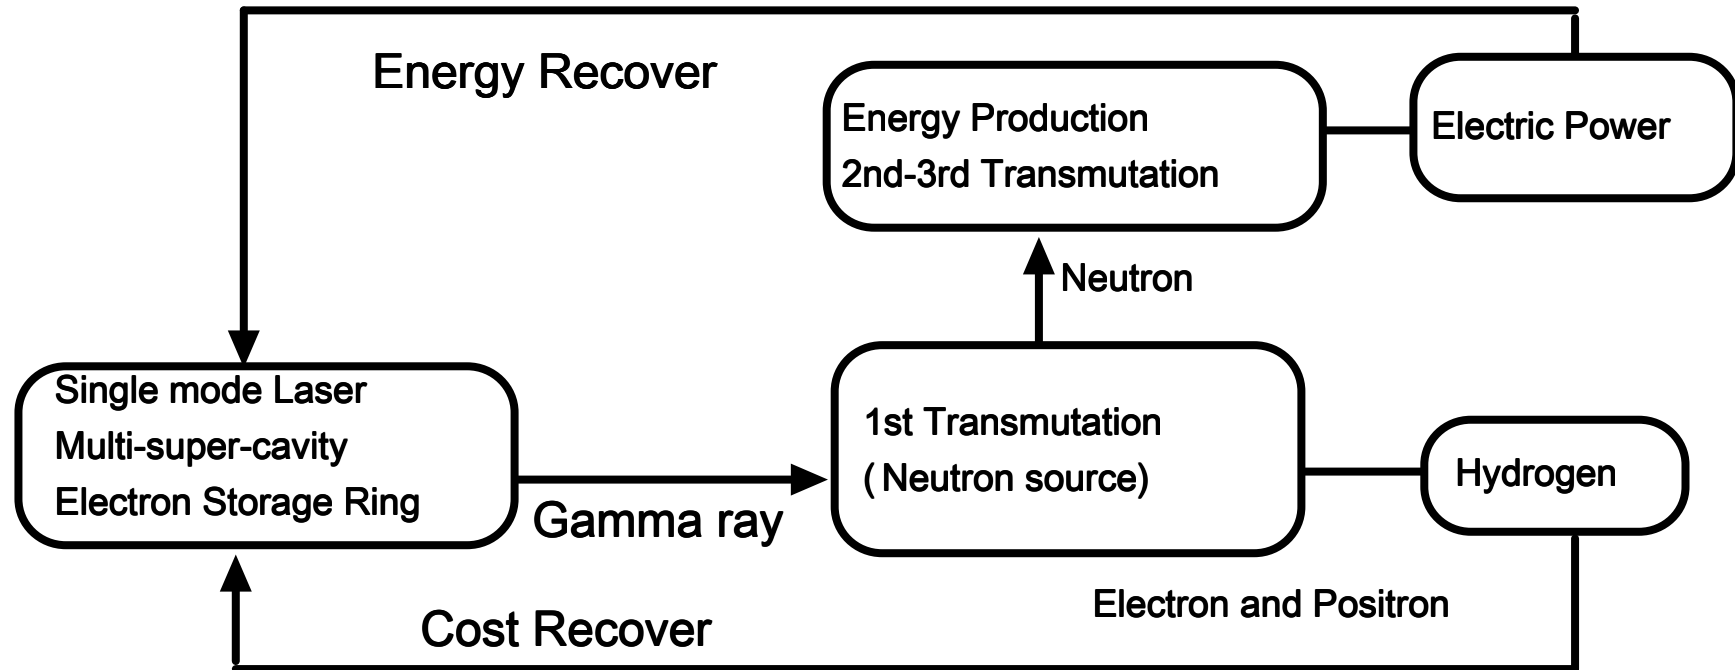 Energy Recover
Energy Production
2nd-3rd Transmutation
Electric Power
Neutron
Single mode Laser
Multi-super-cavity
Electron Storage Ring
Gamma ray
1st Transmutation
( Neutron source)
Hydrogen
Electron and Positron
Cost Recover